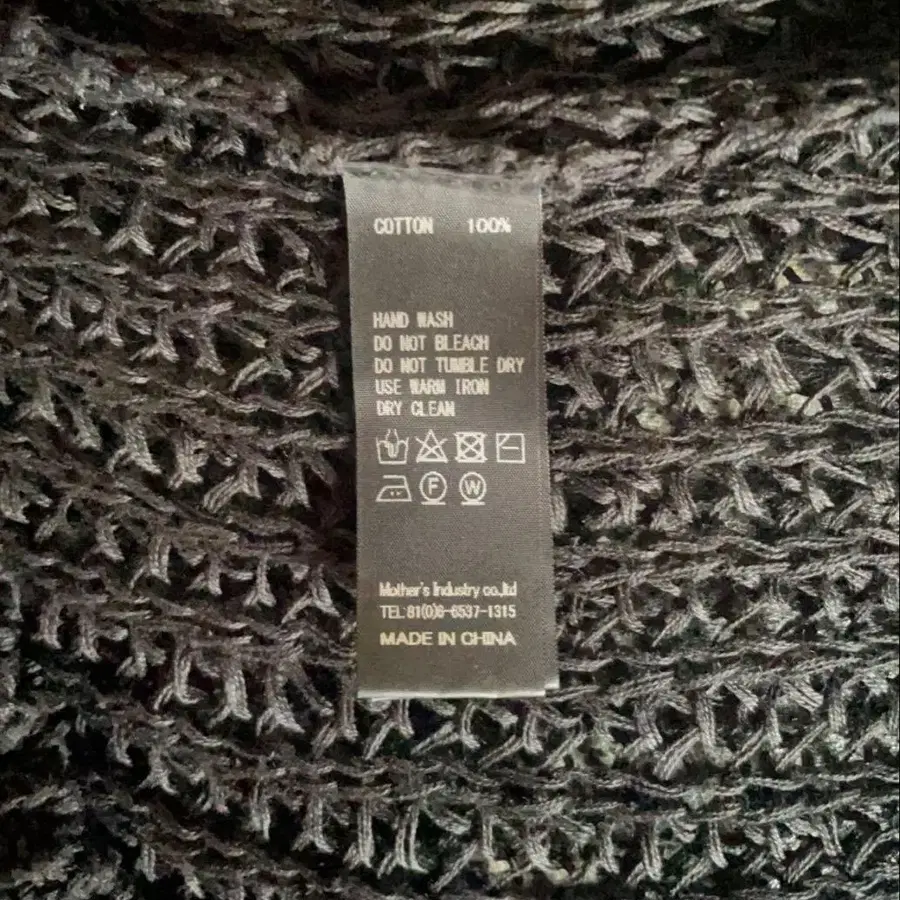 COTTON 100%
HAND WASH
DO NOT BLEACH
DO NOT TUMBLE DRY
USE WARM IRON
DRY CLEAN
F W
Mother's Industry co.,ltd
TEL:81(0)6-6537-1315
MADE IN CHINA